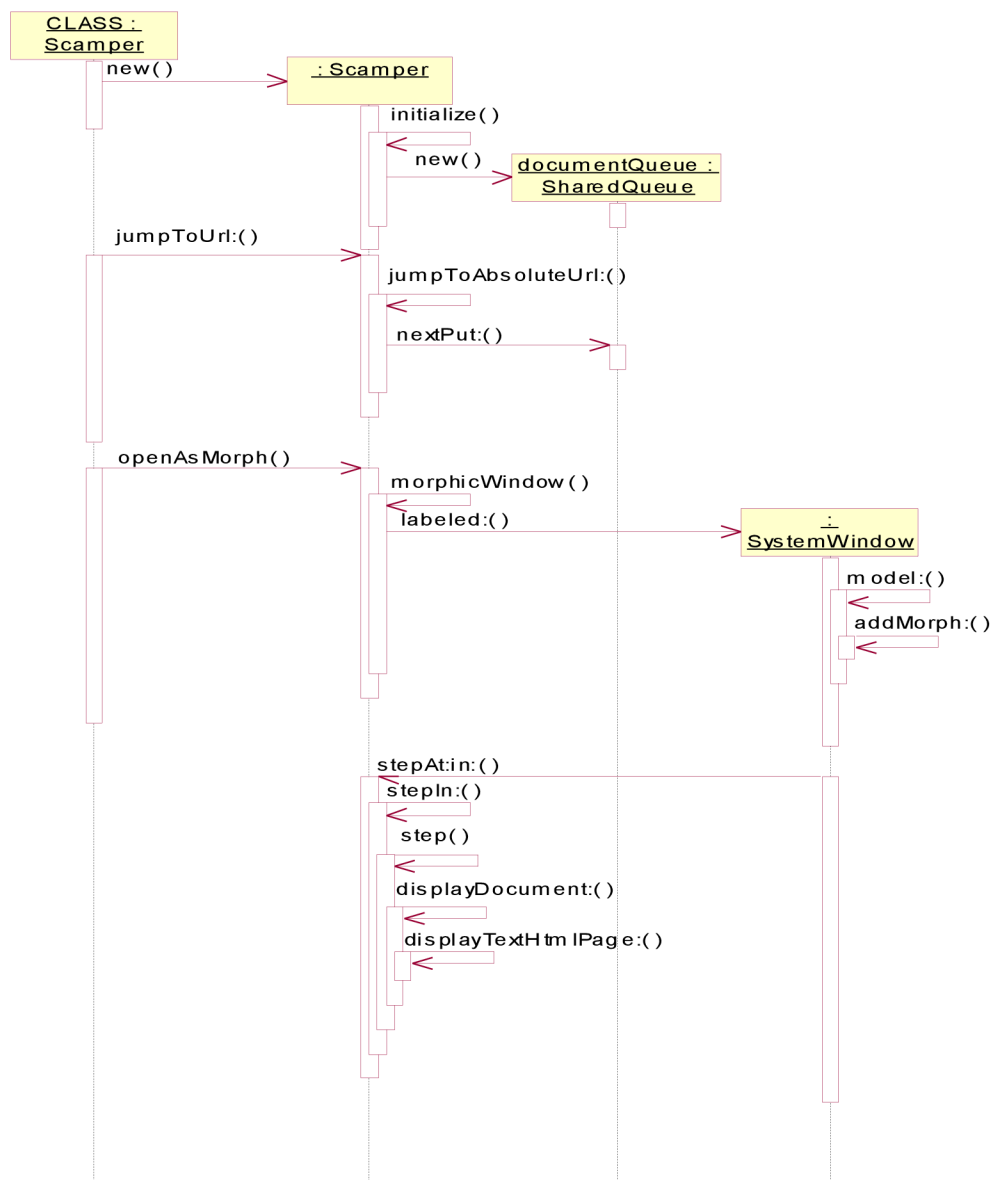 CLASS :
Scamper
new()
: Scamper
initialize()
new()
documentQueue :
SharedQueue
jumpToUrl:()
jumpToAbsoluteUrl:()
nextPut:()
openAsMorph()
morphicWindow()
labeled:()
:
SystemWindow
model:()
addMorph:()
stepAt:in:()
stepIn:()
step()
displayDocument:()
displayTextHtmlPage:()